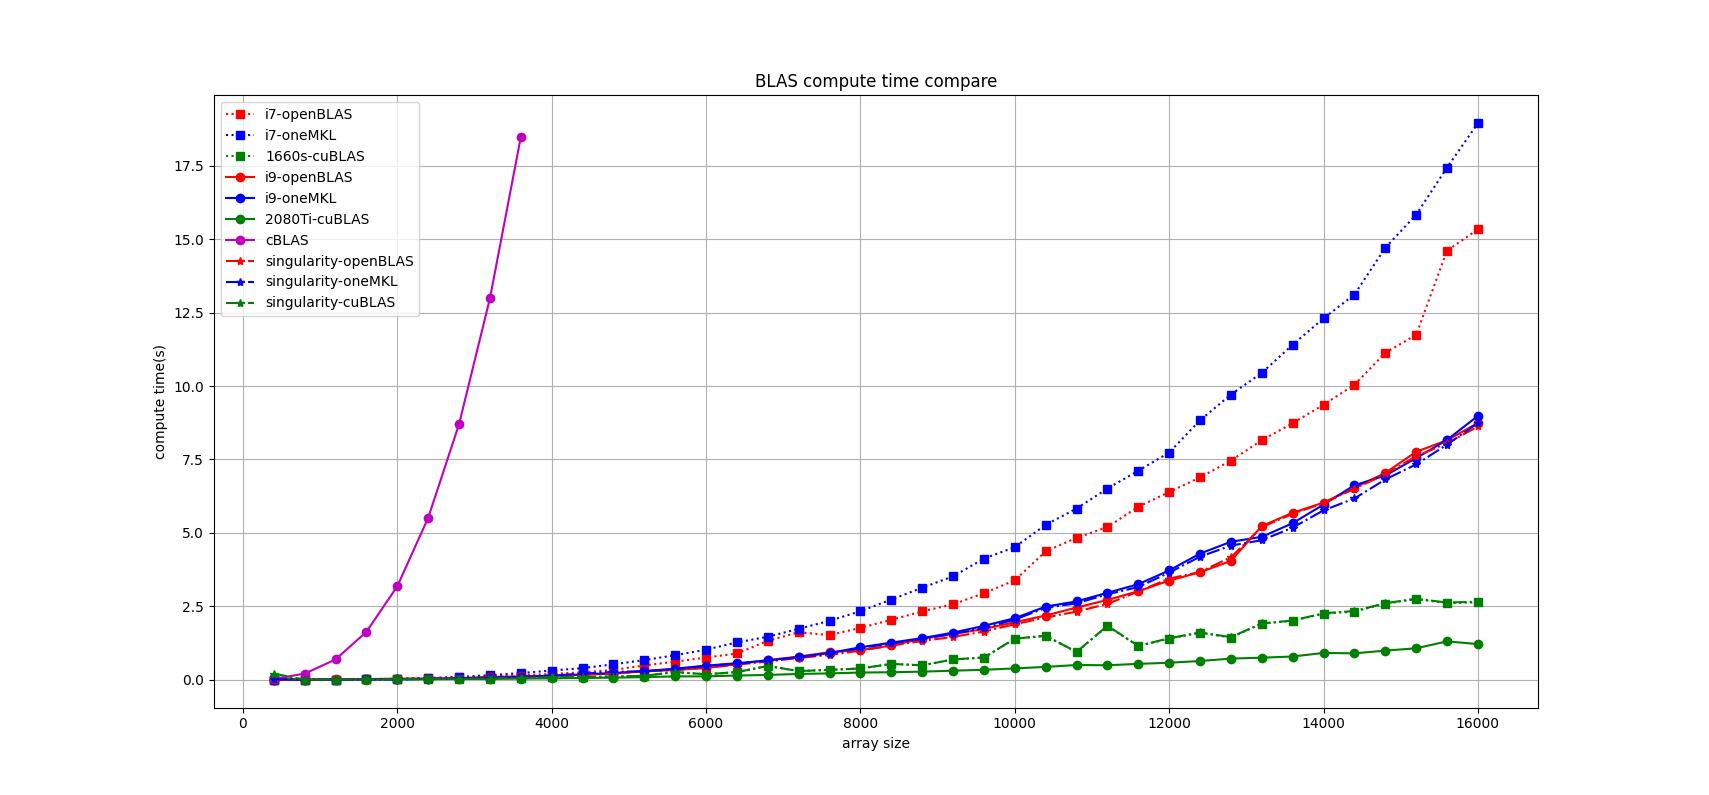 BLAS compute time compare
i7-openBLAS
i7-oneMKL
1660s-cuBLAS
i9-openBLAS
i9-oneMKL
2080Ti-cuBLAS
cBLAS
singularity-openBLAS
singularity-oneMKL
singularity-cuBLAS
17.5
15.0
12.5
10.0
7.5
5.0
2.5
0.0
compute time(s)
0 2000 4000 6000 8000 10000 12000 14000 16000
array size